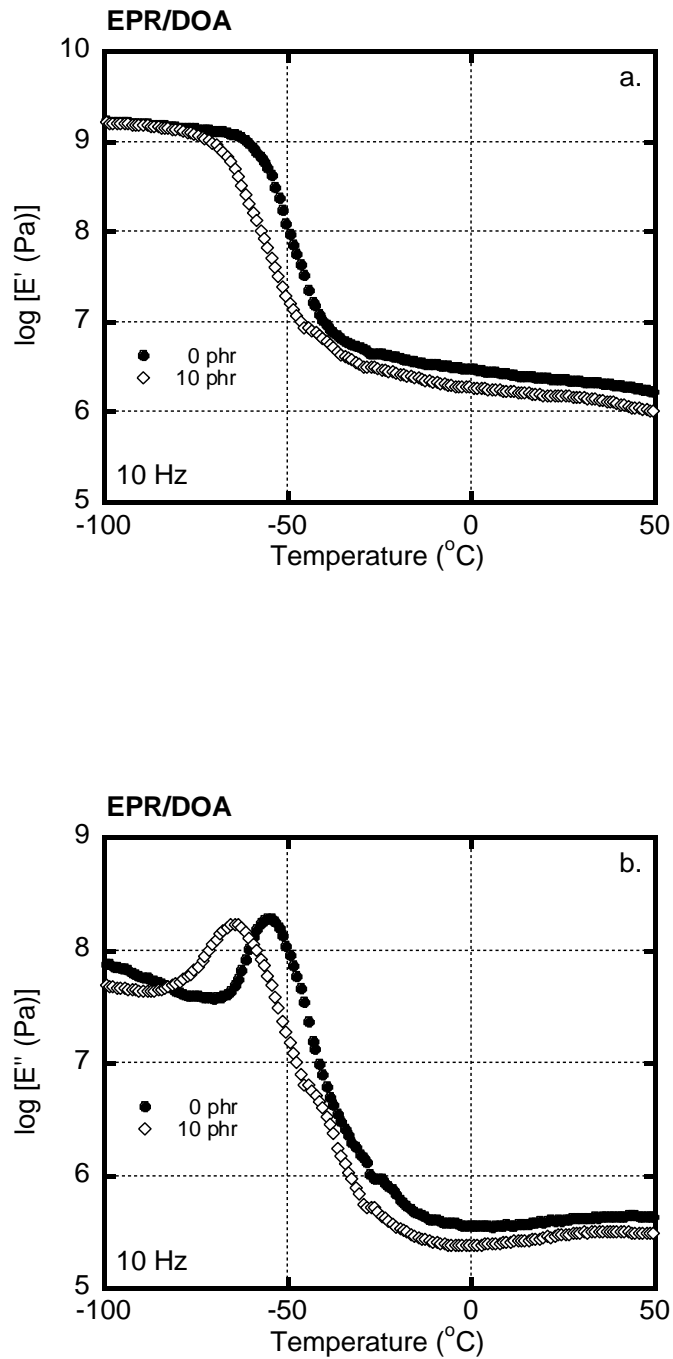 EPR/DOA
10
a.
9
8
7
6
5
log [E' (Pa)]
0 phr
10 phr
10 Hz
-100
-50
0
50
Temperature (°C)
EPR/DOA
9
b.
8
7
6
5
log [E" (Pa)]
0 phr
10 phr
10 Hz
-100
-50
0
50
Temperature (°C)